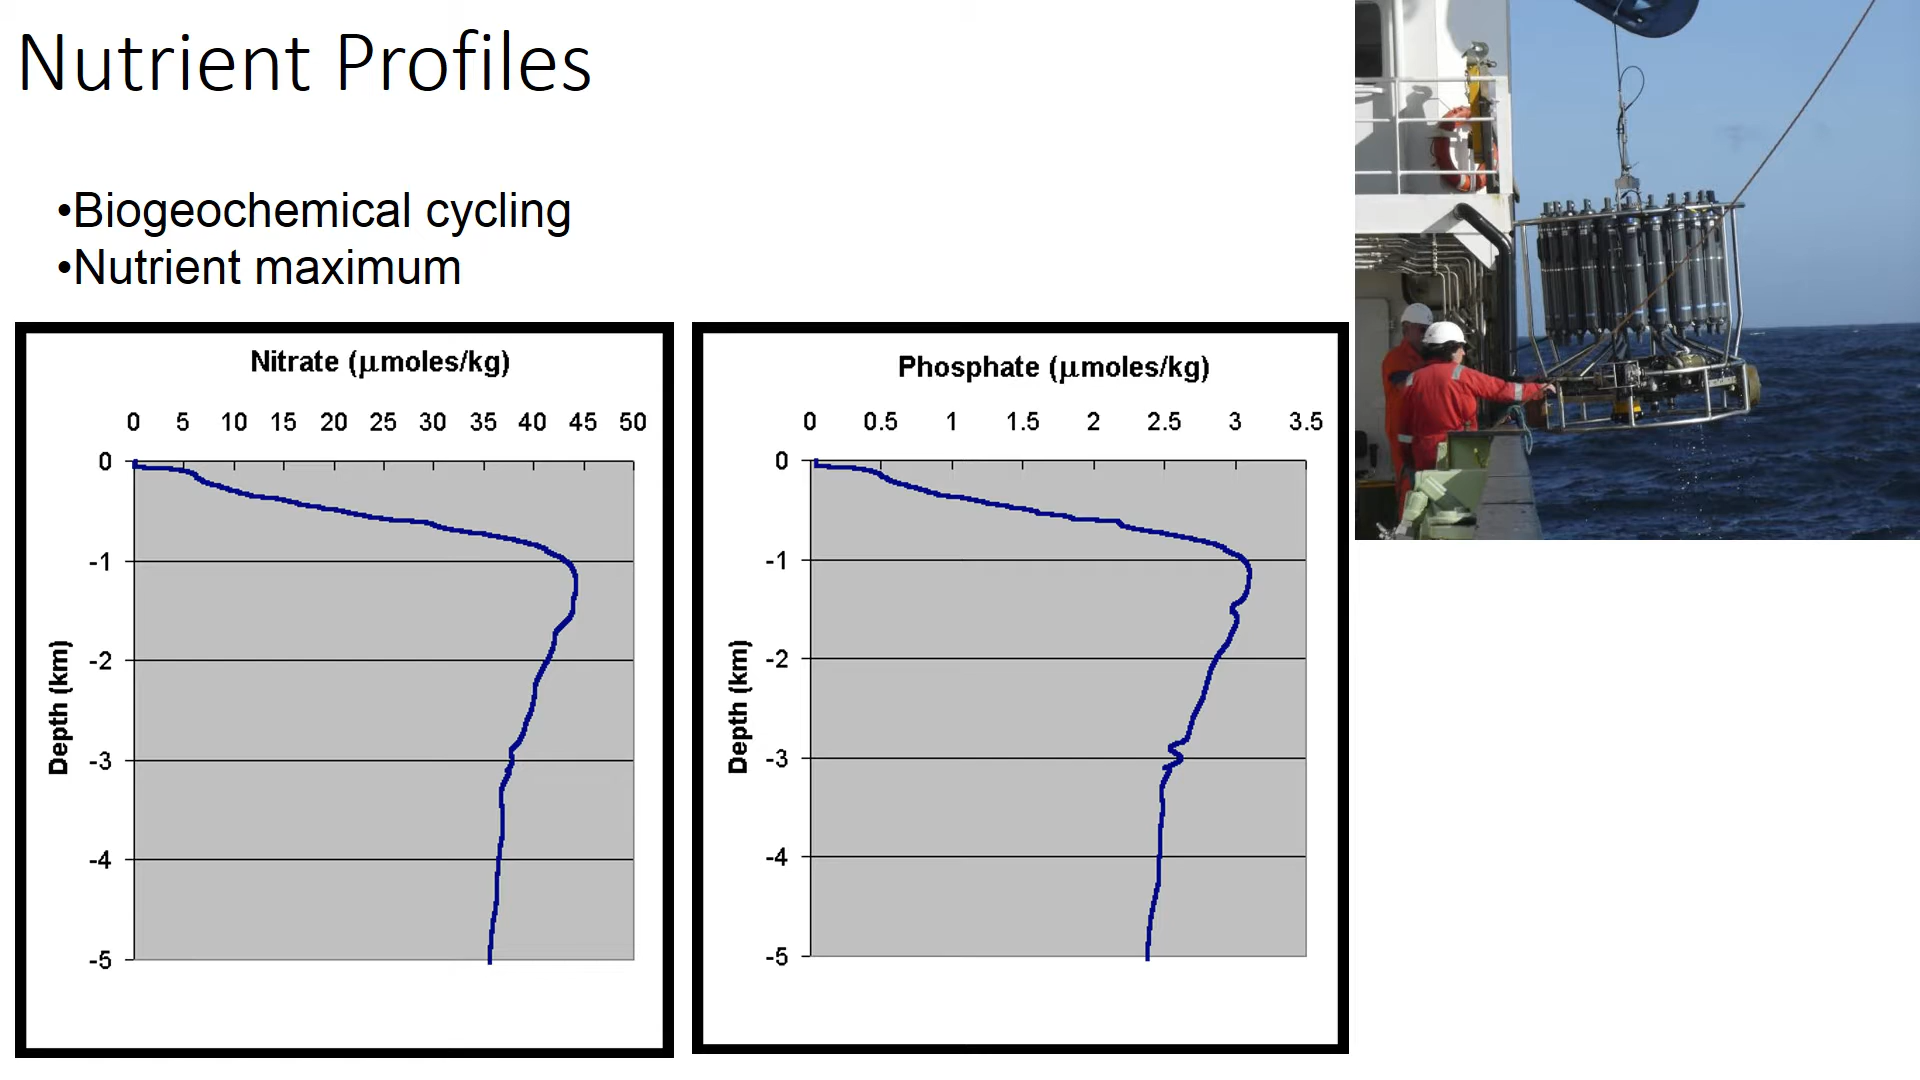 Nutrient Profiles
•Biogeochemical cycling
•Nutrient maximum
Nitrate (μmoles/kg)
0 5 10 15 20 25 30 35 40 45 50
0
-1
-2
-3
-4
-5
Depth (km)
Phosphate (μmoles/kg)
0 0.5 1 1.5 2 2.5 3 3.5
0
-1
-2
-3
-4
-5
Depth (km)